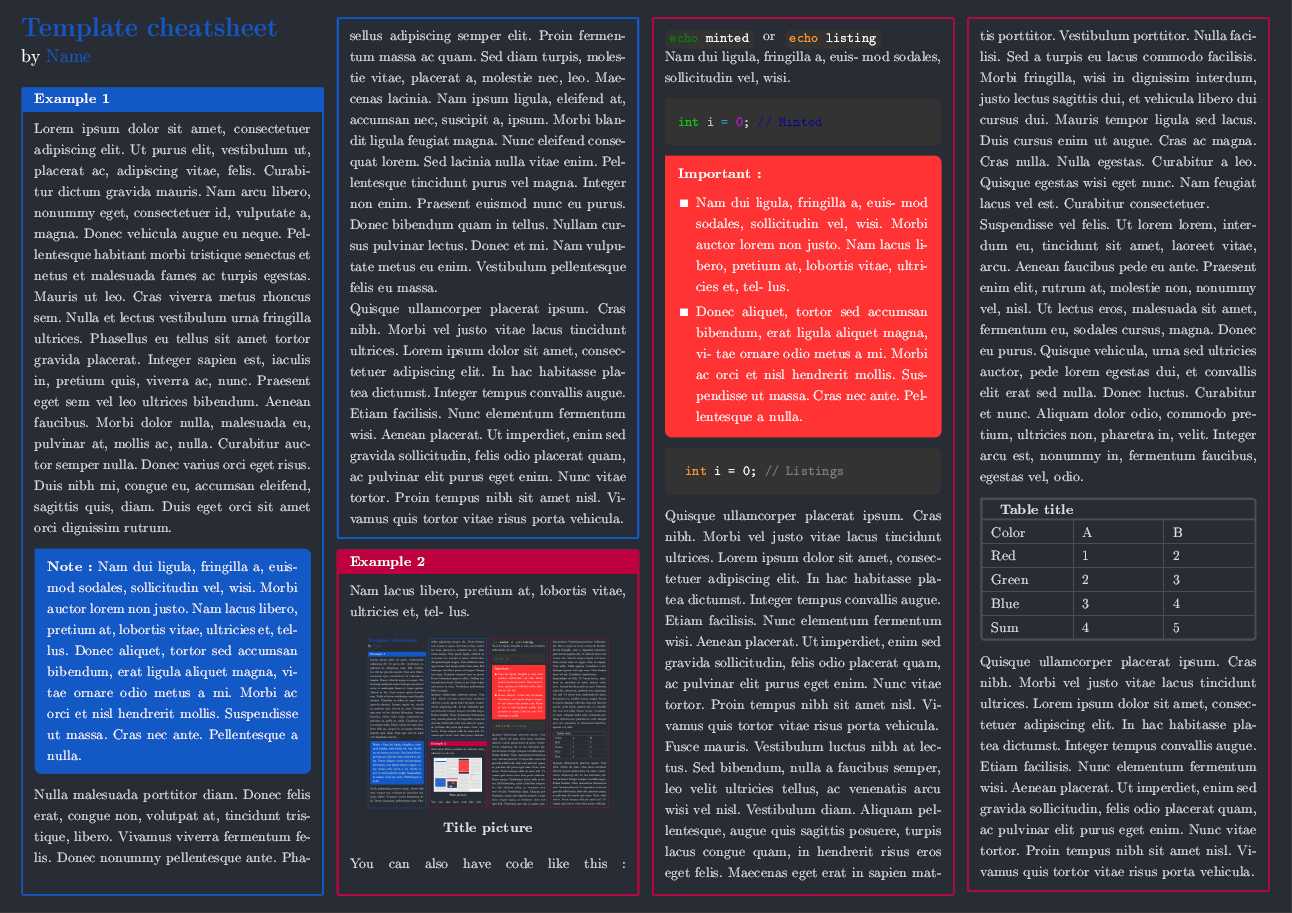 Template cheatsheet
by Name
Example 1
Lorem ipsum dolor sit amet, consectetuer
adipiscing elit. Ut purus elit, vestibulum ut,
placerat ac, adipiscing vitae, felis. Curabi-
tur dictum gravida mauris. Nam arcu libero,
nonummy eget, consectetuer id, vulputate a,
magna. Donec vehicula augue eu neque. Pel-
lentesque habitant morbi tristique senectus et
netus et malesuada fames ac turpis egestas.
Mauris ut leo. Cras viverra metus rhoncus
sem. Nulla et lectus vestibulum urna fringilla
ultrices. Phasellus eu tellus sit amet tortor
gravida placerat. Integer sapien est, iaculis
in, pretium quis, viverra ac, nunc. Praesent
eget sem vel leo ultrices bibendum. Aenean
faucibus. Morbi dolor nulla, malesuada eu,
pulvinar at, mollis ac, nulla. Curabitur auc-
tor semper nulla. Donec varius orci eget risus.
Duis nibh mi, congue eu, accumsan eleifend,
sagittis quis, diam. Duis eget orci sit amet
orci dignissim rutrum.
Note : Nam dui ligula, fringilla a, euis-
mod sodales, sollicitudin vel, wisi. Morbi
auctor lorem non justo. Nam lacus libero,
pretium at, lobortis vitae, ultricies et, tel-
lus. Donec aliquet, tortor sed accumsan
bibendum, erat ligula aliquet magna, vi-
tae ornare odio metus a mi. Morbi ac
orci et nisl hendrerit mollis. Suspendisse
ut massa. Cras nec ante. Pellentesque a
nulla.
Nulla malesuada porttitor diam. Donec felis
erat, congue non, volutpat at, tincidunt tris-
tique, libero. Vivamus viverra fermentum fe-
lis. Donec nonummy pellentesque ante. Pha-
sellus adipiscing semper elit. Proin fermen-
tum massa ac quam. Sed diam turpis, moles-
tie vitae, placerat a, molestie nec, leo. Mae-
cenas lacinia. Nam ipsum ligula, eleifend at,
accumsan nec, suscipit a, ipsum. Morbi blan-
dit ligula feugiat magna. Nunc eleifend conse-
quat lorem. Sed lacinia nulla vitae enim. Pel-
lentesque tincidunt purus vel magna. Integer
non enim. Praesent euismod nunc eu purus.
Donec bibendum quam in tellus. Nullam cur-
sus pulvinar lectus. Donec et mi. Nam vulpu-
tate metus eu enim. Vestibulum pellentesque
felis eu massa.
Quisque ullamcorper placerat ipsum. Cras
nibh. Morbi vel justo vitae lacus tincidunt
ultrices. Lorem ipsum dolor sit amet, consec-
tetuer adipiscing elit. In hac habitasse pla-
tea dictumst. Integer tempus convallis augue.
Etiam facilisis. Nunc elementum fermentum
wisi. Aenean placerat. Ut imperdiet, enim sed
gravida sollicitudin, felis odio placerat quam,
ac pulvinar elit purus eget enim. Nunc vitae
tortor. Proin tempus nibh sit amet nisl. Vi-
vamus quis tortor vitae risus porta vehicula.
Example 2
Nam lacus libero, pretium at, lobortis vitae,
ultricies et, tel- lus.
Title picture
You can also have code like this :
echo minted or echo listing
Nam dui ligula, fringilla a, euis- mod sodales,
sollicitudin vel, wisi.
int i = 0; // Minted
Important :
■ Nam dui ligula, fringilla a, euis- mod
sodales, sollicitudin vel, wisi. Morbi
auctor lorem non justo. Nam lacus li-
bero, pretium at, lobortis vitae, ultri-
cies et, tel- lus.
■ Donec aliquet, tortor sed accumsan
bibendum, erat ligula aliquet magna,
vi- tae ornare odio metus a mi. Morbi
ac orci et nisl hendrerit mollis. Sus-
pendisse ut massa. Cras nec ante. Pel-
lentesque a nulla.
int i = 0; // Listings
Quisque ullamcorper placerat ipsum. Cras
nibh. Morbi vel justo vitae lacus tincidunt
ultrices. Lorem ipsum dolor sit amet, consec-
tetuer adipiscing elit. In hac habitasse pla-
tea dictumst. Integer tempus convallis augue.
Etiam facilisis. Nunc elementum fermentum
wisi. Aenean placerat. Ut imperdiet, enim sed
gravida sollicitudin, felis odio placerat quam,
ac pulvinar elit purus eget enim. Nunc vitae
tortor. Proin tempus nibh sit amet nisl. Vi-
vamus quis tortor vitae risus porta vehicula.
Fusce mauris. Vestibulum luctus nibh at lec-
tus. Sed bibendum, nulla a faucibus semper,
leo velit ultricies tellus, ac venenatis arcu
wisi vel nisl. Vestibulum diam. Aliquam pel-
lentesque, augue quis sagittis posuere, turpis
lacus congue quam, in hendrerit risus eros
eget felis. Maecenas eget erat in sapien mat-
tis porttitor. Vestibulum porttitor. Nulla faci-
lisi. Sed a turpis eu lacus commodo facilisis.
Morbi fringilla, wisi in dignissim interdum,
justo lectus sagittis dui, et vehicula libero dui
cursus dui. Mauris tempor ligula sed lacus.
Duis cursus enim ut augue. Cras ac magna.
Cras nulla. Nulla egestas. Curabitur a leo.
Quisque egestas wisi eget nunc. Nam feugiat
lacus vel est. Curabitur consectetuer.
Suspendisse vel felis. Ut lorem lorem, inter-
dum eu, tincidunt sit amet, laoreet vitae,
arcu. Aenean faucibus pede eu ante. Praesent
enim elit, rutrum at, molestie non, nonummy
vel, nisl. Ut lectus eros, malesuada sit amet,
fermentum eu, sodales cursus, magna. Donec
eu purus. Quisque vehicula, urna sed ultricies
auctor, pede lorem egestas dui, et convallis
elit erat sed nulla. Donec luctus. Curabitur
et nunc. Aliquam dolor odio, commodo pre-
tium, ultricies non, pharetra in, velit. Integer
arcu est, nonummy in, fermentum faucibus,
egestas vel, odio.
Table title
Color A B
Red 1 2
Green 2 3
Blue 3 4
Sum 4 5
Quisque ullamcorper placerat ipsum. Cras
nibh. Morbi vel justo vitae lacus tincidunt
ultrices. Lorem ipsum dolor sit amet, consec-
tetuer adipiscing elit. In hac habitasse pla-
tea dictumst. Integer tempus convallis augue.
Etiam facilisis. Nunc elementum fermentum
wisi. Aenean placerat. Ut imperdiet, enim sed
gravida sollicitudin, felis odio placerat quam,
ac pulvinar elit purus eget enim. Nunc vitae
tortor. Proin tempus nibh sit amet nisl. Vi-
vamus quis tortor vitae risus porta vehicula.